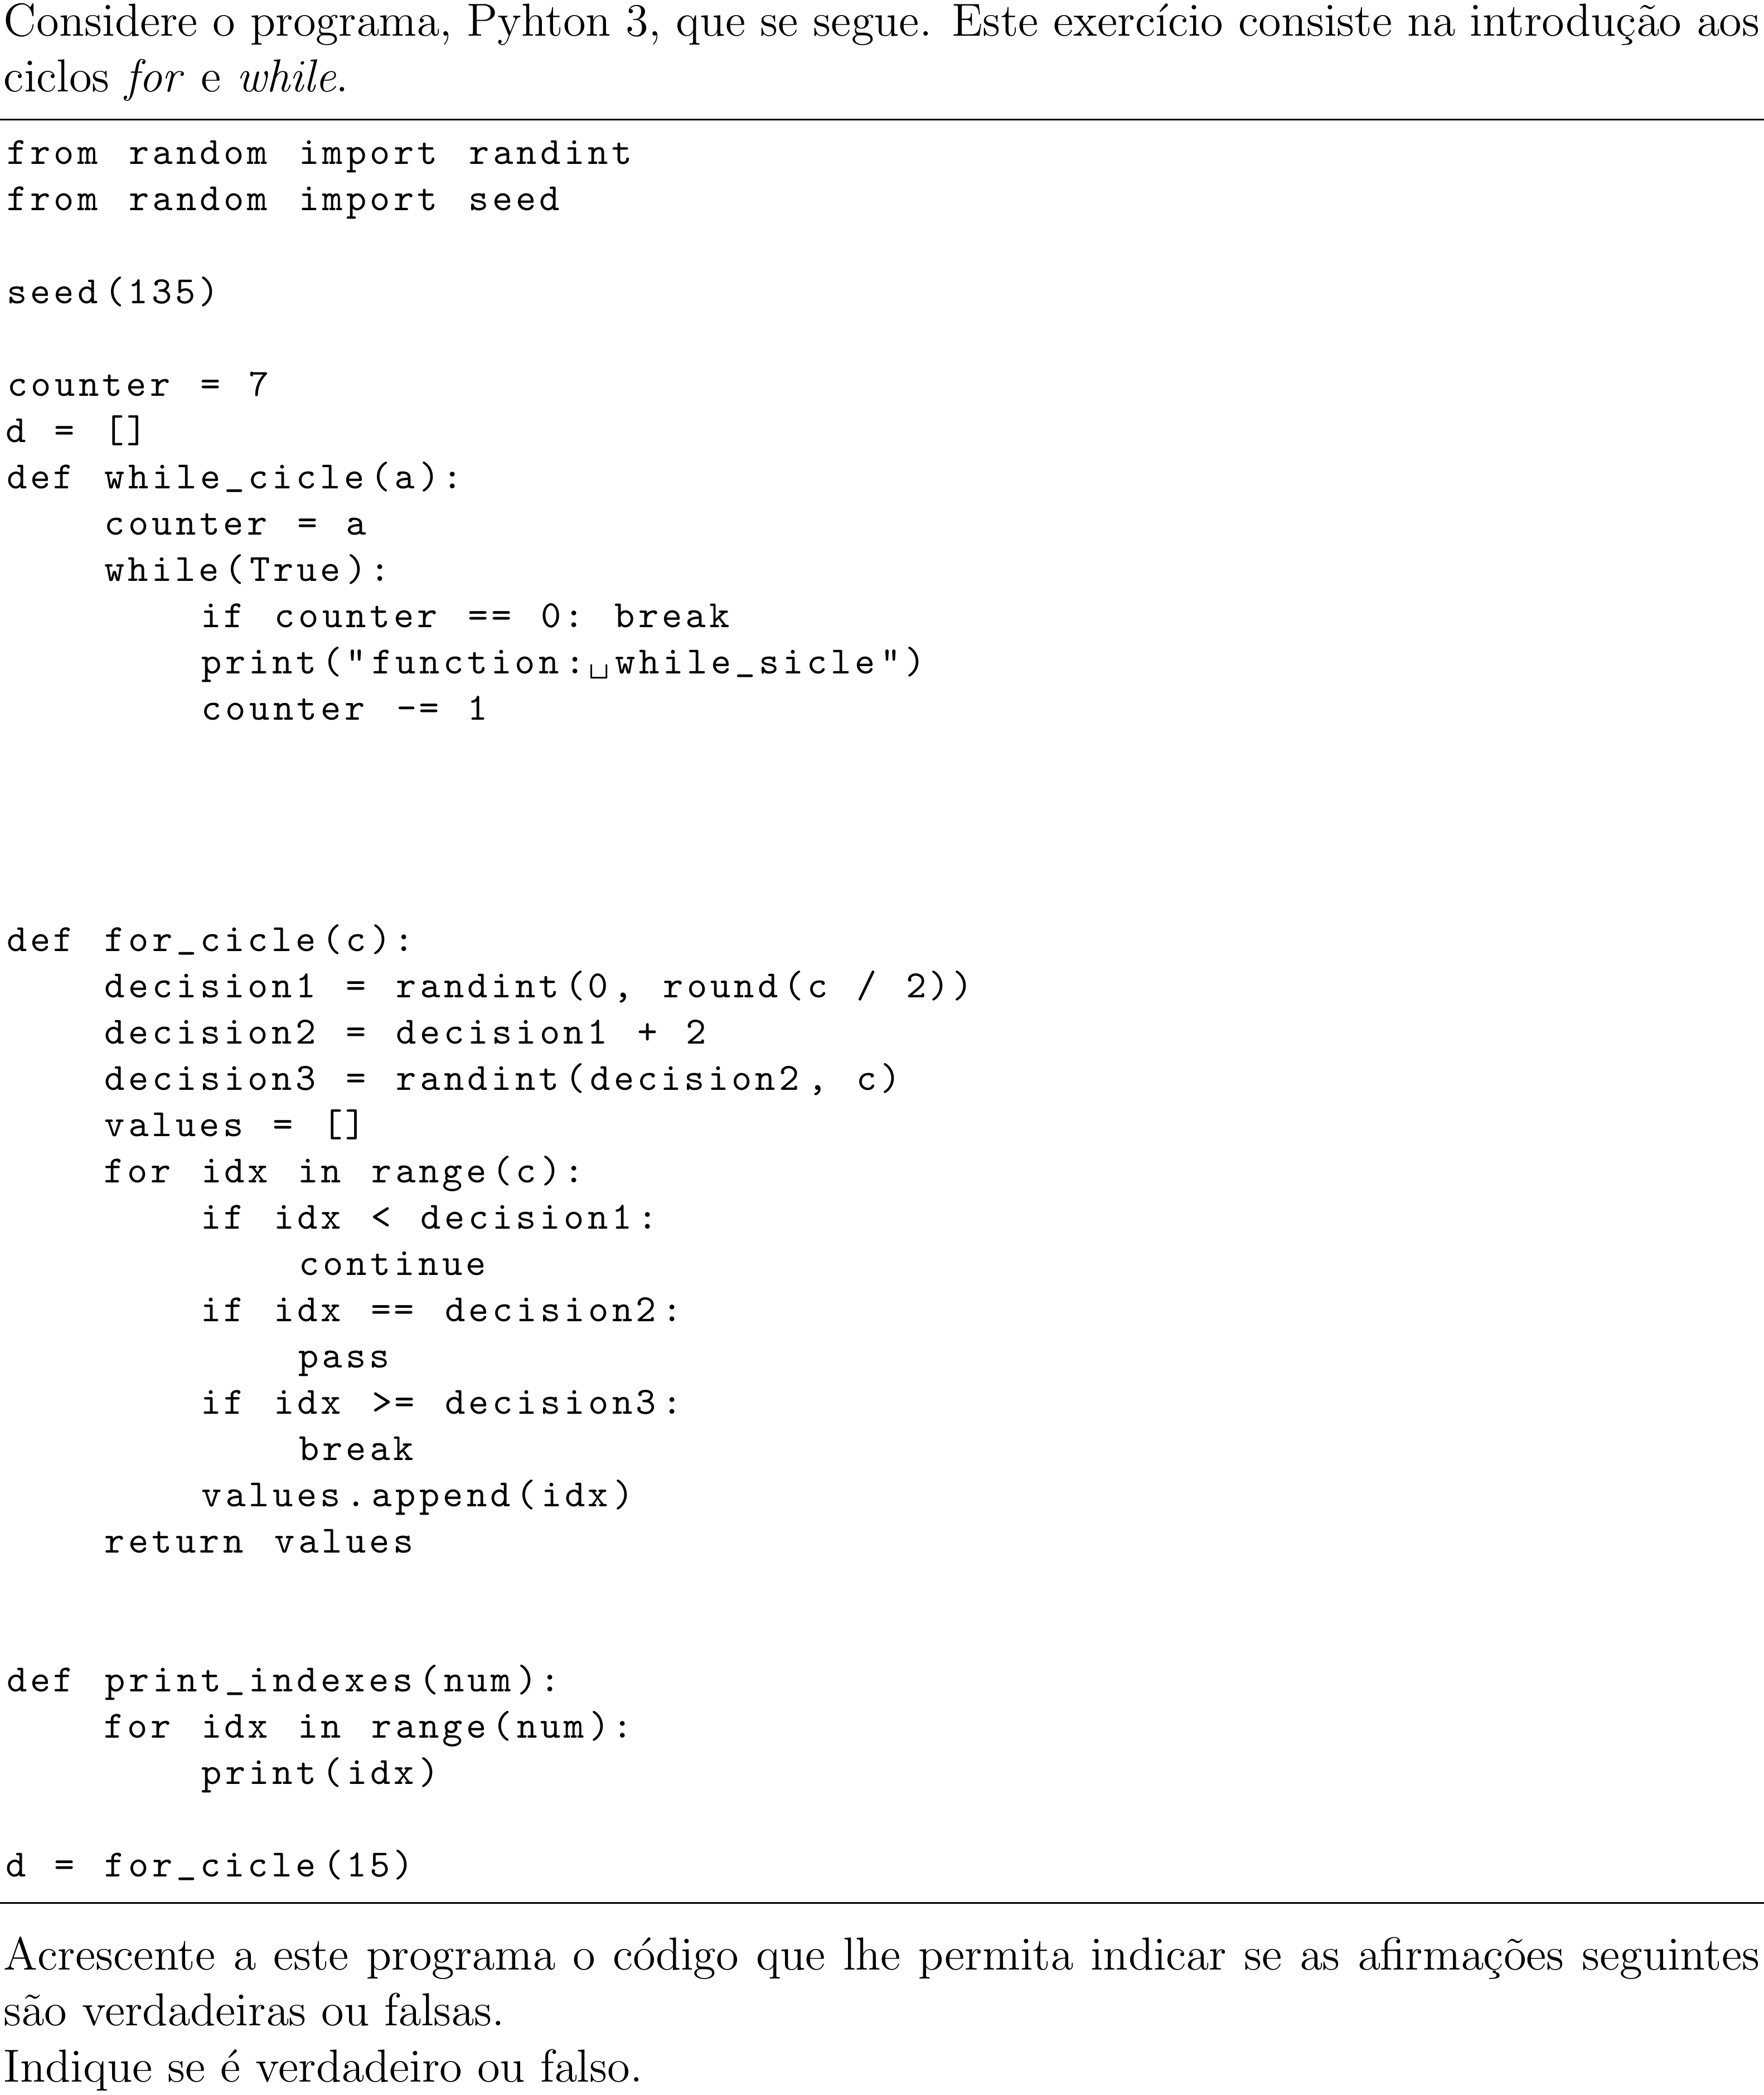 Considere o programa, Pyhton 3, que se segue. Este exercício consiste na introdução aos
ciclos for e while.
from random import randint
from random import seed
seed(135)
counter = 7
d = []
def while_cicle(a):
    counter = a
    while(True):
        if counter == 0: break
        print("function:␣while_sicle")
        counter -= 1
def for_cicle(c):
    decision1 = randint(0, round(c / 2))
    decision2 = decision1 + 2
    decision3 = randint(decision2, c)
    values = []
    for idx in range(c):
        if idx < decision1:
            continue
        if idx == decision2:
            pass
        if idx >= decision3:
            break
        values.append(idx)
    return values
def print_indexes(num):
    for idx in range(num):
        print(idx)
d = for_cicle(15)
Acrescente a este programa o código que lhe permita indicar se as afirmações seguintes
são verdadeiras ou falsas.
Indique se é verdadeiro ou falso.